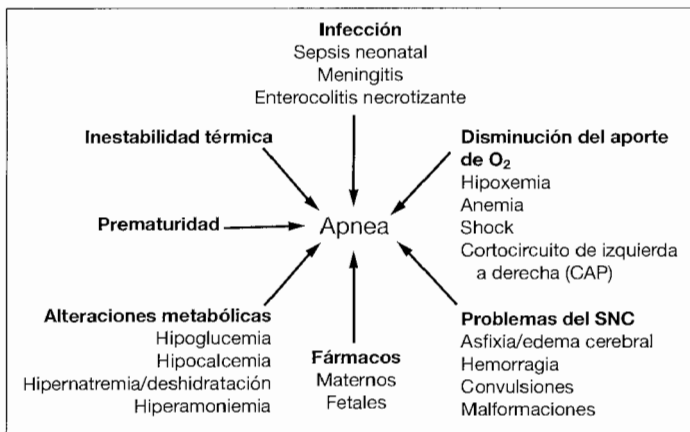 Infección
Sepsis neonatal
Meningitis
Enterocolitis necrotizante
Inestabilidad térmica
Disminución del aporte
de O₂
Hipoxemia
Anemia
Shock
Cortocircuito de izquierda
a derecha (CAP)
Prematuridad
Apnea
Alteraciones metabólicas
Hipoglucemia
Hipocalcemia
Hipernatremia/deshidratación
Hiperamoniemia
Fármacos
Maternos
Fetales
Problemas del SNC
Asfixia/edema cerebral
Hemorragia
Convulsiones
Malformaciones